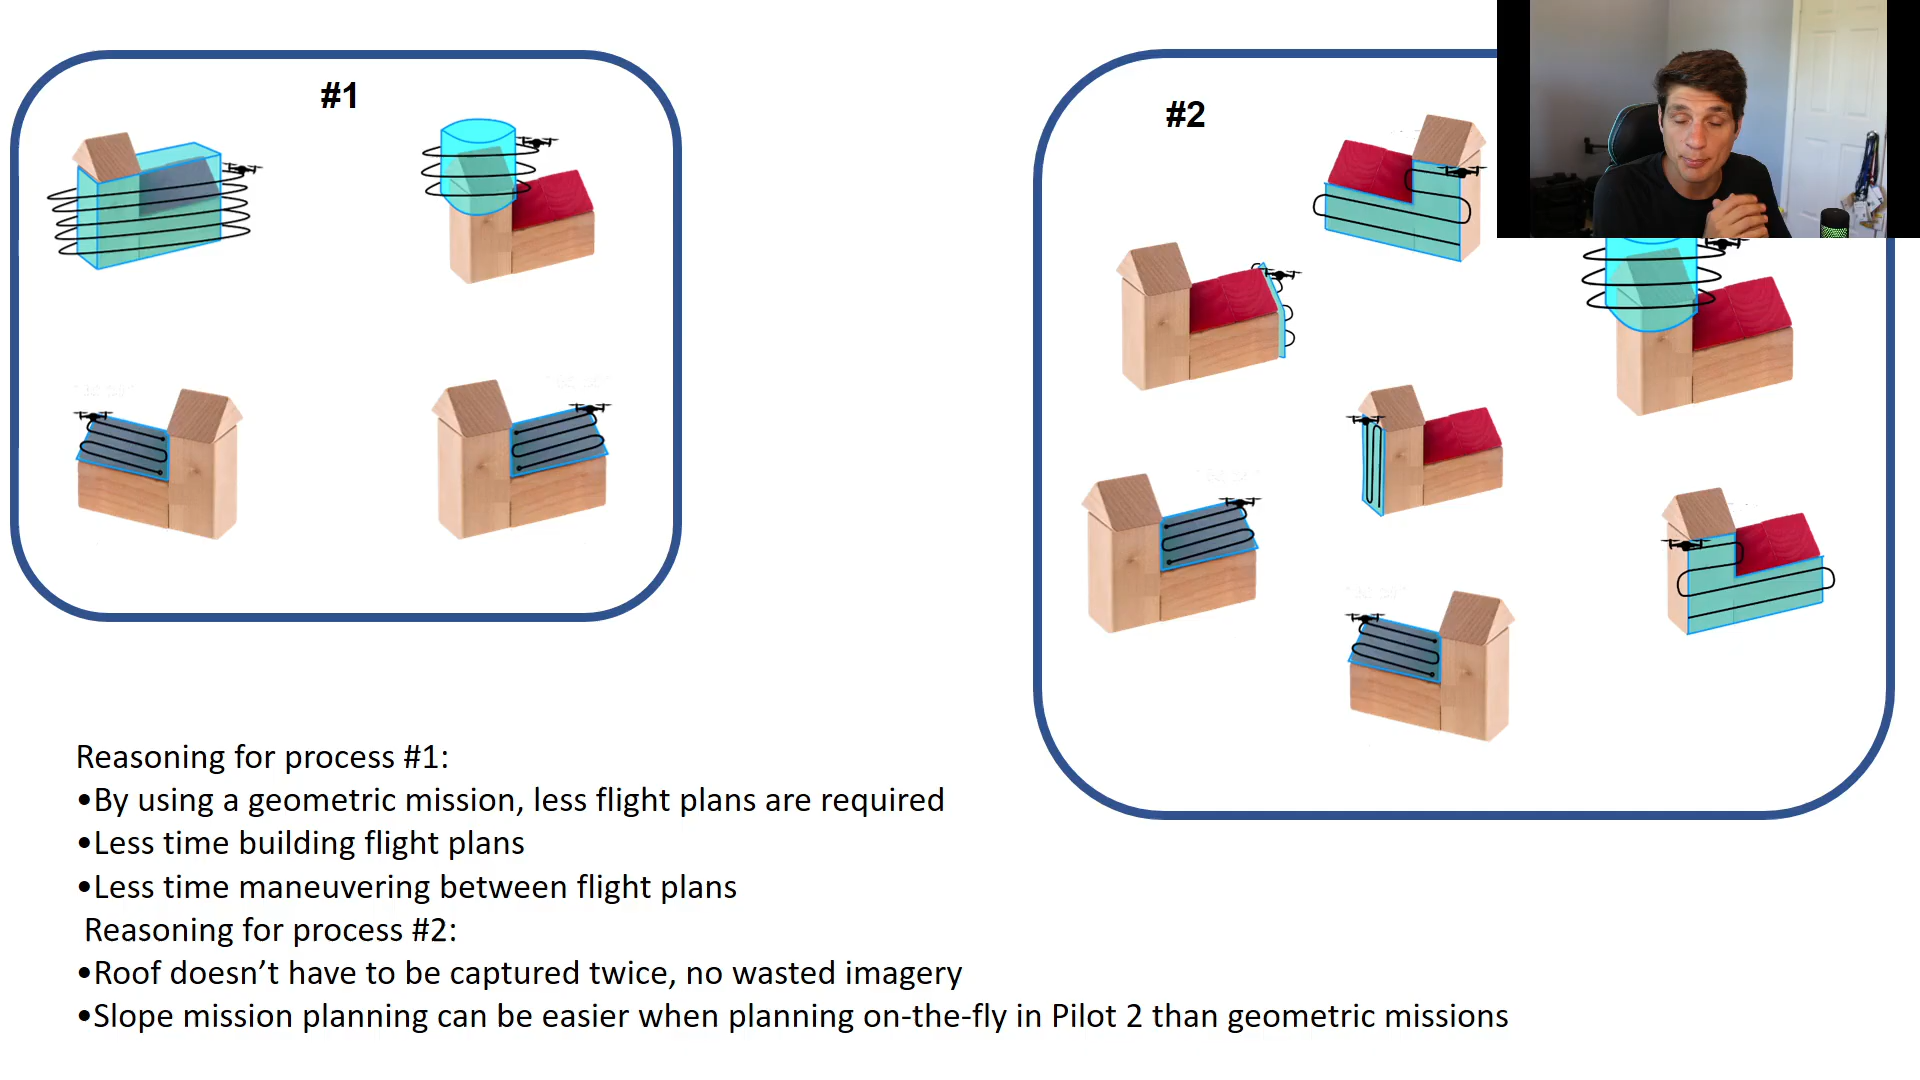 #1
#2
Reasoning for process #1:
•By using a geometric mission, less flight plans are required
•Less time building flight plans
•Less time maneuvering between flight plans
Reasoning for process #2:
•Roof doesn’t have to be captured twice, no wasted imagery
•Slope mission planning can be easier when planning on-the-fly in Pilot 2 than geometric missions